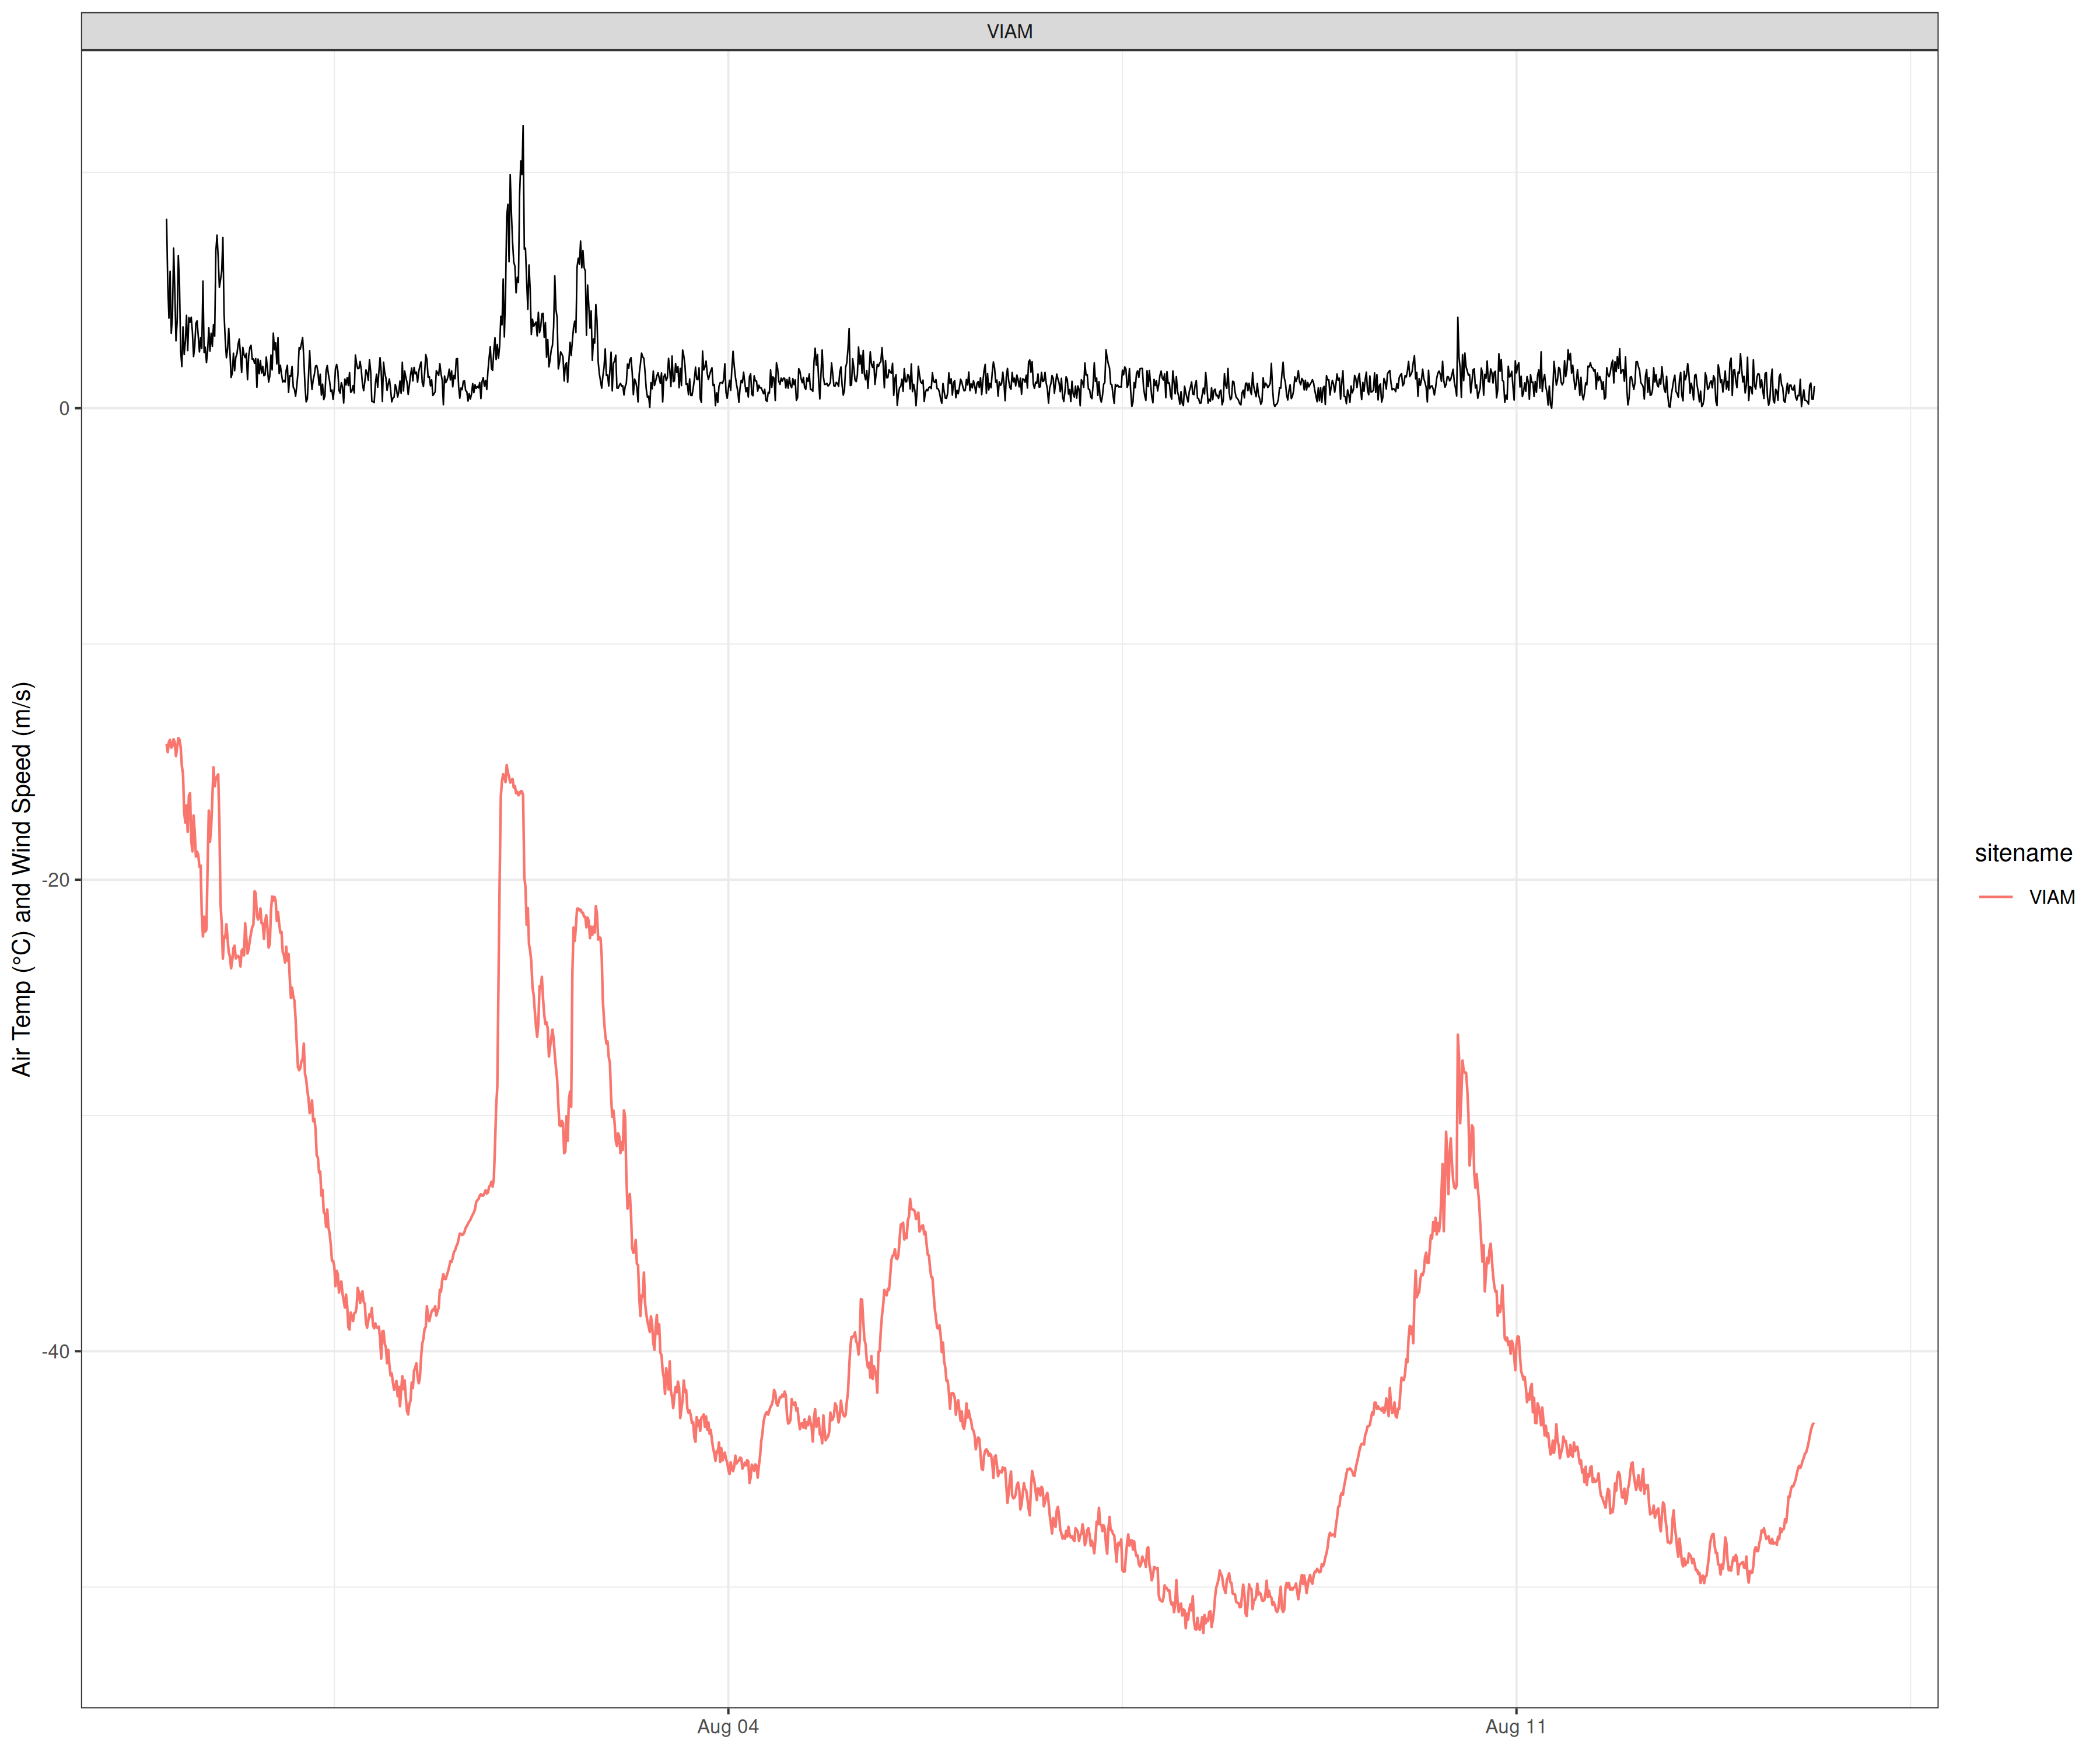 VIAM
0
-20
-40
Air Temp (°C) and Wind Speed (m/s)
Aug 04
Aug 11
sitename
VIAM